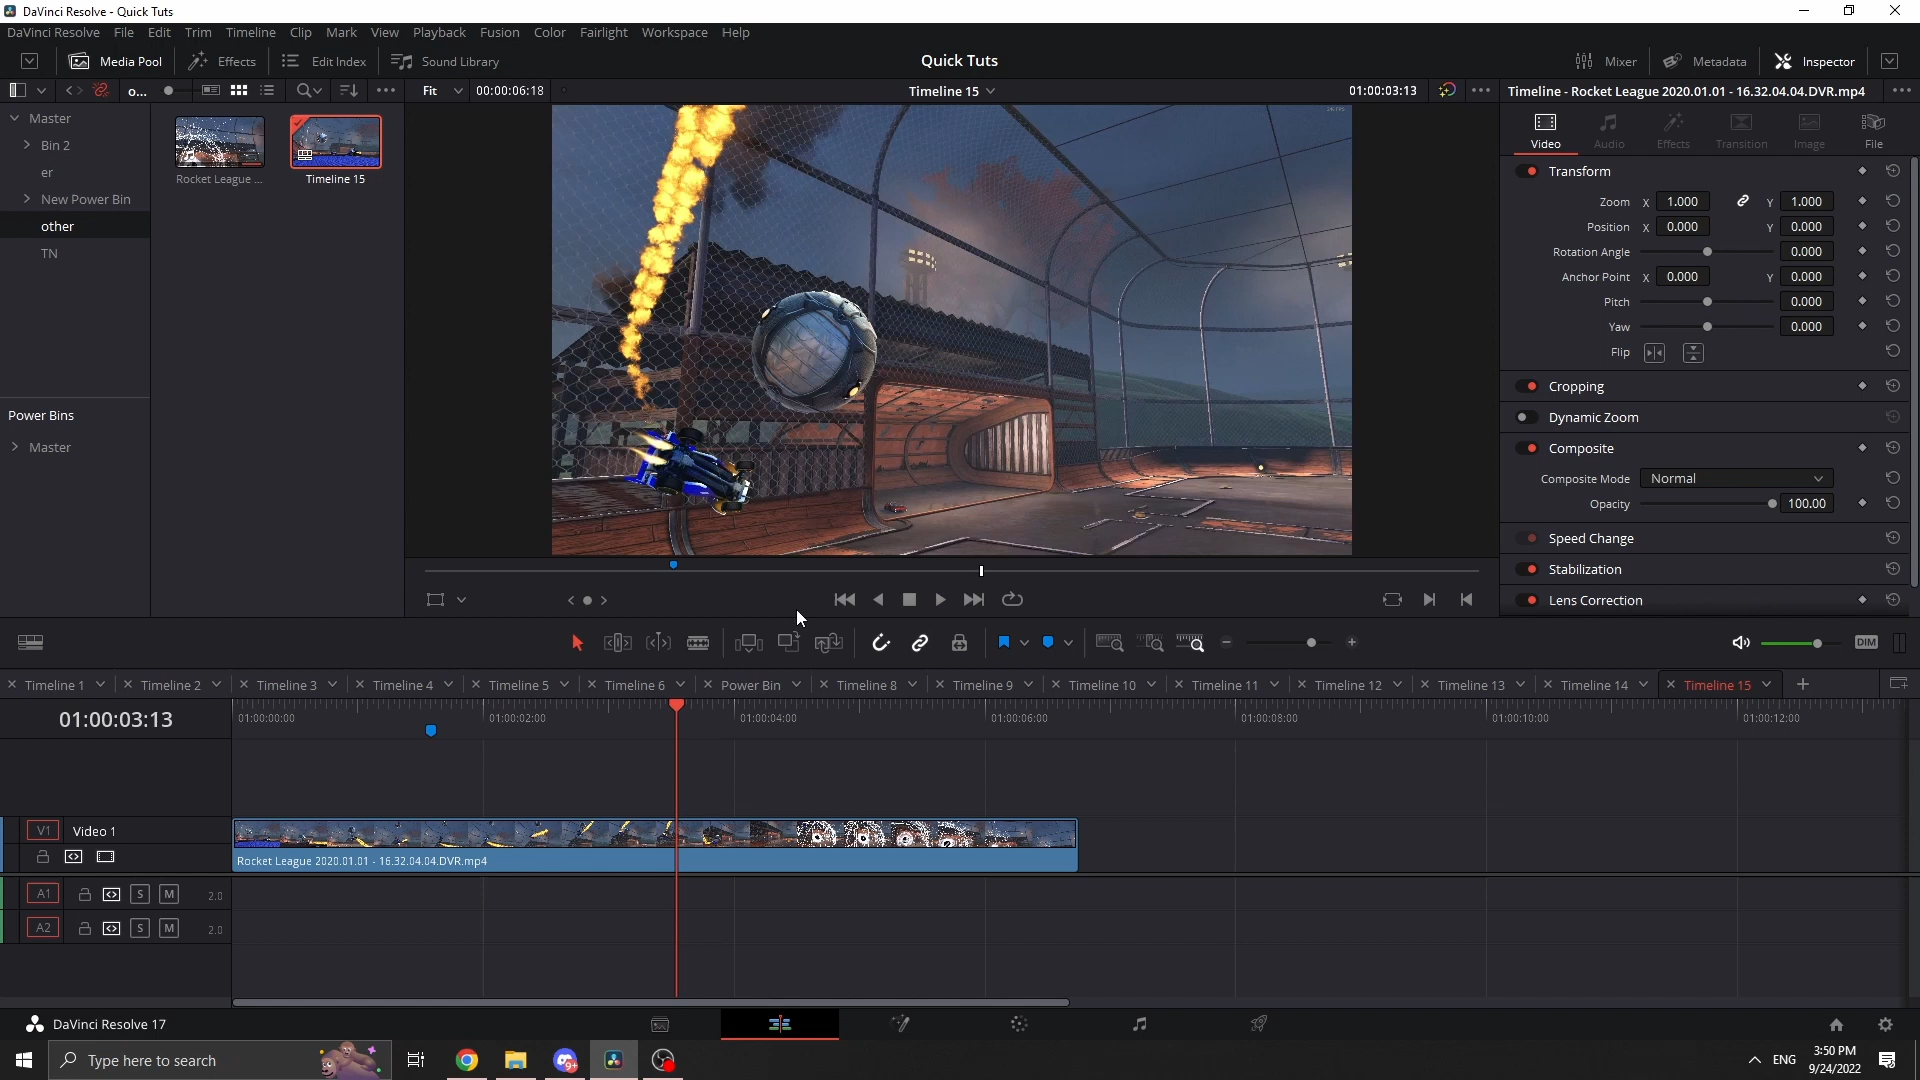 DaVinci Resolve - Quick Tuts
DaVinci Resolve File Edit Trim Timeline Clip Mark View Playback Fusion Color Fairlight Workspace Help
Media Pool Effects Edit Index Sound Library Quick Tuts Mixer Metadata Inspector
o... Fit 00:00:06:18 Timeline 15 01:00:03:13 Timeline - Rocket League 2020.01.01 - 16.32.04.04.DVR.mp4
Master
Bin 2
er
New Power Bin
other
TN
Power Bins
Master
Rocket League ...
Timeline 15
Video Audio Effects Transition Image File
Transform
Zoom X 1.000 Y 1.000
Position X 0.000 Y 0.000
Rotation Angle 0.000
Anchor Point X 0.000 Y 0.000
Pitch 0.000
Yaw 0.000
Flip
Cropping
Dynamic Zoom
Composite
Composite Mode Normal
Opacity 100.00
Speed Change
Stabilization
Lens Correction
DIM
Timeline 1 Timeline 2 Timeline 3 Timeline 4 Timeline 5 Timeline 6 Power Bin Timeline 8 Timeline 9 Timeline 10 Timeline 11 Timeline 12 Timeline 13 Timeline 14 Timeline 15
01:00:03:13 01:00:00:00 01:00:02:00 01:00:04:00 01:00:06:00 01:00:08:00 01:00:10:00 01:00:12:00
V1 Video 1
Rocket League 2020.01.01 - 16.32.04.04.DVR.mp4
A1 S M 2.0
A2 S M 2.0
DaVinci Resolve 17
Type here to search
9+
ENG
3:50 PM
9/24/2022